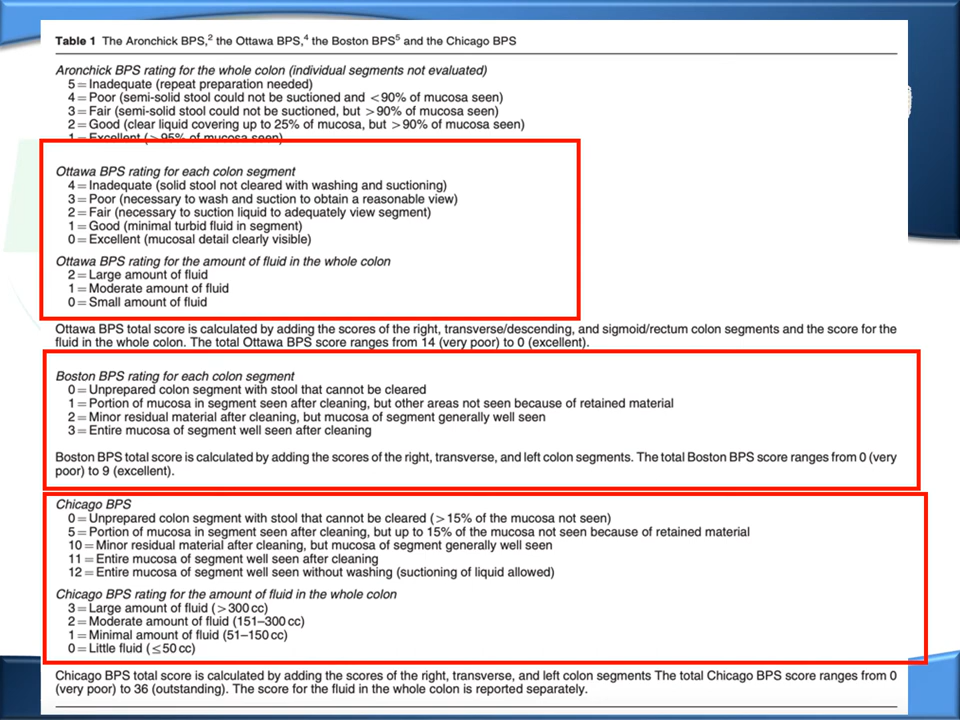 Table 1 The Aronchick BPS,2 the Ottawa BPS,4 the Boston BPS5 and the Chicago BPS
Aronchick BPS rating for the whole colon (individual segments not evaluated)
5 = Inadequate (repeat preparation needed)
4 = Poor (semi-solid stool could not be suctioned and <90% of mucosa seen)
3 = Fair (semi-solid stool could not be suctioned, but >90% of mucosa seen)
2 = Good (clear liquid covering up to 25% of mucosa, but >90% of mucosa seen)
1 = Excellent (>95% of mucosa seen)
Ottawa BPS rating for each colon segment
4 = Inadequate (solid stool not cleared with washing and suctioning)
3 = Poor (necessary to wash and suction to obtain a reasonable view)
2 = Fair (necessary to suction liquid to adequately view segment)
1 = Good (minimal turbid fluid in segment)
0 = Excellent (mucosal detail clearly visible)
Ottawa BPS rating for the amount of fluid in the whole colon
2 = Large amount of fluid
1 = Moderate amount of fluid
0 = Small amount of fluid
Ottawa BPS total score is calculated by adding the scores of the right, transverse/descending, and sigmoid/rectum colon segments and the score for the
fluid in the whole colon. The total Ottawa BPS score ranges from 14 (very poor) to 0 (excellent).
Boston BPS rating for each colon segment
0 = Unprepared colon segment with stool that cannot be cleared
1 = Portion of mucosa in segment seen after cleaning, but other areas not seen because of retained material
2 = Minor residual material after cleaning, but mucosa of segment generally well seen
3 = Entire mucosa of segment well seen after cleaning
Boston BPS total score is calculated by adding the scores of the right, transverse, and left colon segments. The total Boston BPS score ranges from 0 (very
poor) to 9 (excellent).
Chicago BPS
0 = Unprepared colon segment with stool that cannot be cleared (>15% of the mucosa not seen)
5 = Portion of mucosa in segment seen after cleaning, but up to 15% of the mucosa not seen because of retained material
10 = Minor residual material after cleaning, but mucosa of segment generally well seen
11 = Entire mucosa of segment well seen after cleaning
12 = Entire mucosa of segment well seen without washing (suctioning of liquid allowed)
Chicago BPS rating for the amount of fluid in the whole colon
3 = Large amount of fluid (>300 cc)
2 = Moderate amount of fluid (151–300 cc)
1 = Minimal amount of fluid (51–150 cc)
0 = Little fluid (≤50 cc)
Chicago BPS total score is calculated by adding the scores of the right, transverse, and left colon segments The total Chicago BPS score ranges from 0
(very poor) to 36 (outstanding). The score for the fluid in the whole colon is reported separately.